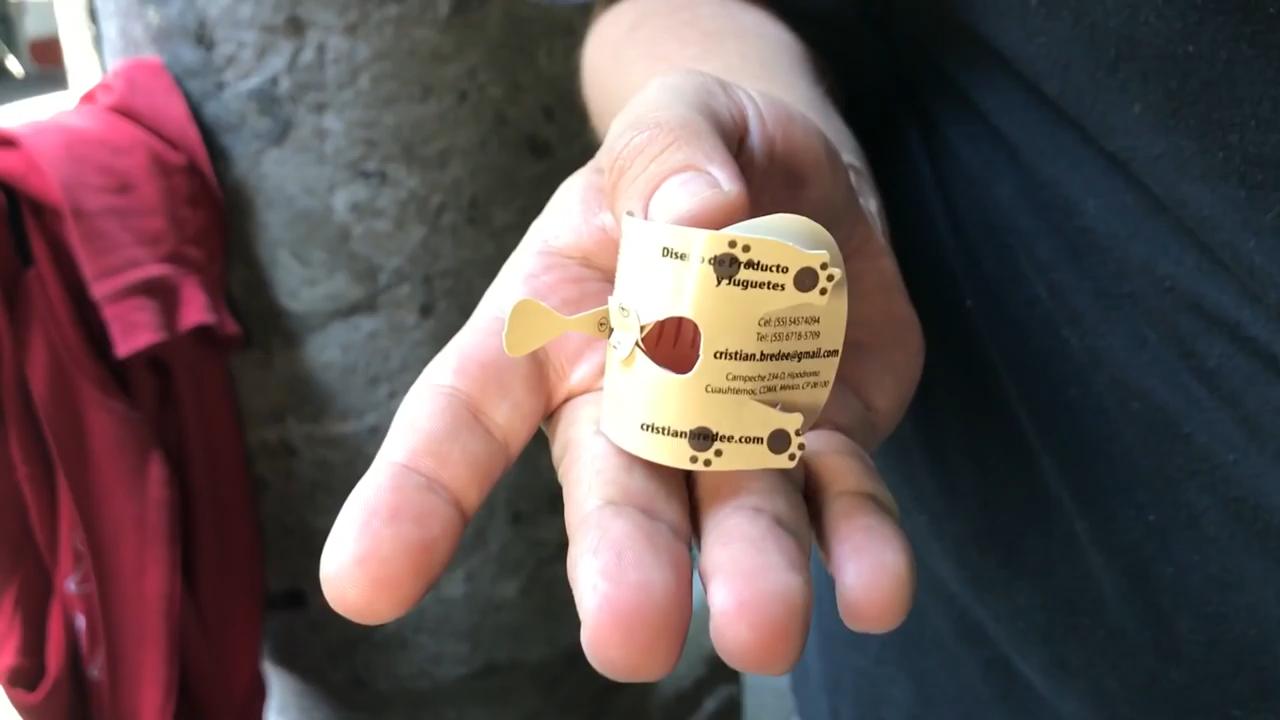 Diseño de Producto
y Juguetes
Cel: (55) 54574094
Tel: (55) 6718-5709
cristian.bredee@gmail.com
Campeche 234-D, Hipódromo
Cuauhtemoc, CDMX, México, CP 06100
cristianbredee.com